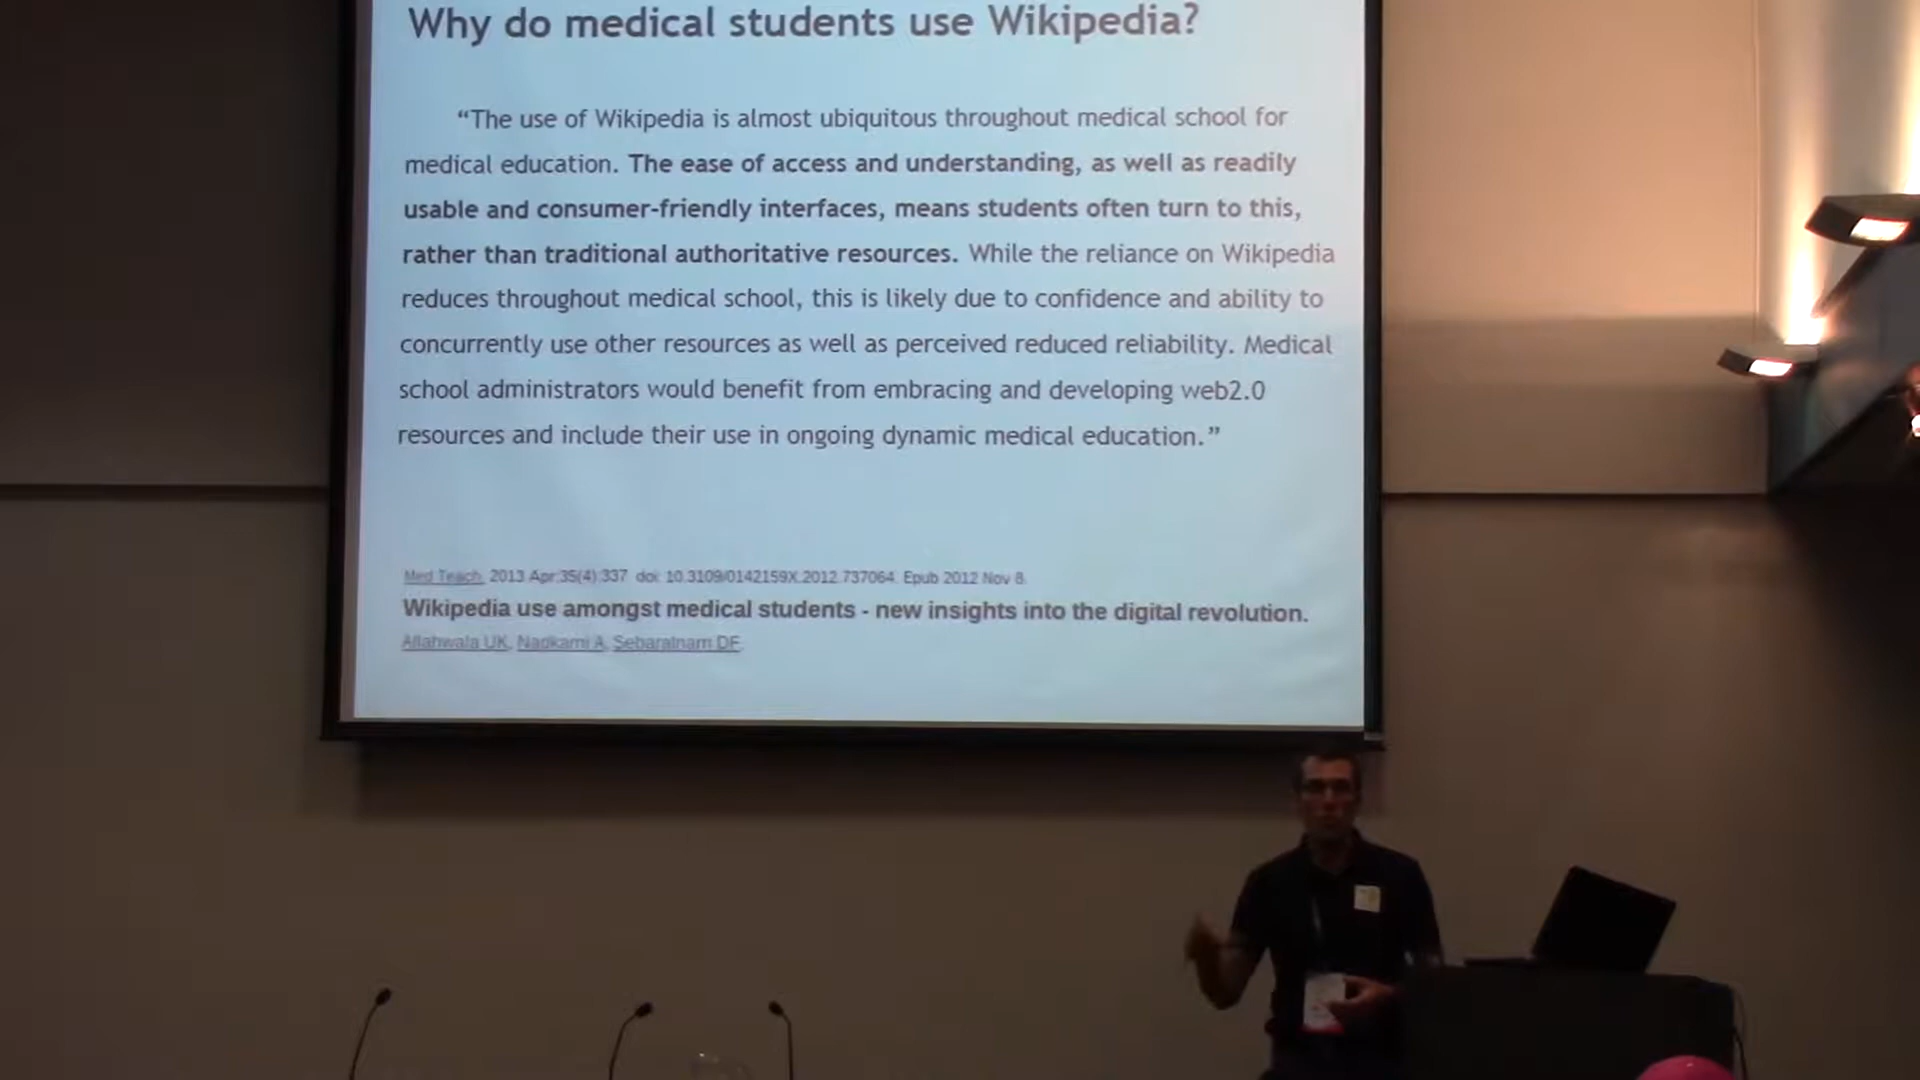 Why do medical students use Wikipedia?
“The use of Wikipedia is almost ubiquitous throughout medical school for
medical education. The ease of access and understanding, as well as readily
usable and consumer-friendly interfaces, means students often turn to this,
rather than traditional authoritative resources. While the reliance on Wikipedia
reduces throughout medical school, this is likely due to confidence and ability to
concurrently use other resources as well as perceived reduced reliability. Medical
school administrators would benefit from embracing and developing web2.0
resources and include their use in ongoing dynamic medical education.”
Med Teach. 2013 Apr;35(4):337. doi: 10.3109/0142159X.2012.737064. Epub 2012 Nov 8.
Wikipedia use amongst medical students - new insights into the digital revolution.
Allahwala UK, Nadkarni A, Sebaratnam DF.